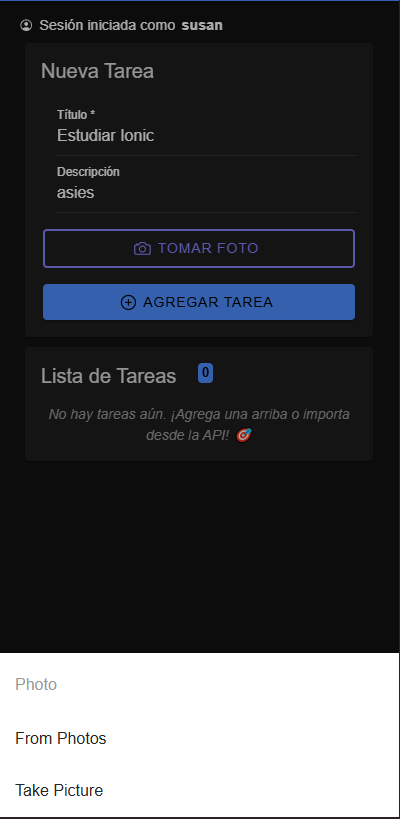 Sesión iniciada como susan
Nueva Tarea
Título *
Estudiar Ionic
Descripción
asies
TOMAR FOTO
AGREGAR TAREA
Lista de Tareas 0
No hay tareas aún. ¡Agrega una arriba o importa
desde la API! 🎯
Photo
From Photos
Take Picture